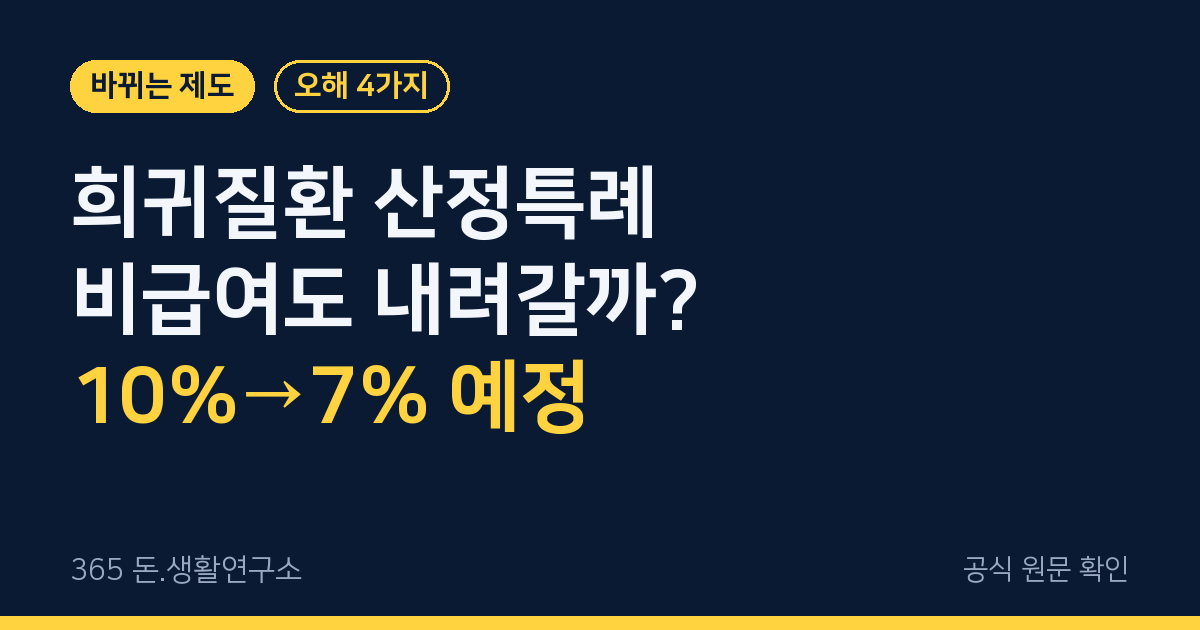 바뀌는 제도
오해 4가지
희귀질환 산정특례
비급여도 내려갈까?
10%→7% 예정
365 돈.생활연구소
공식 원문 확인